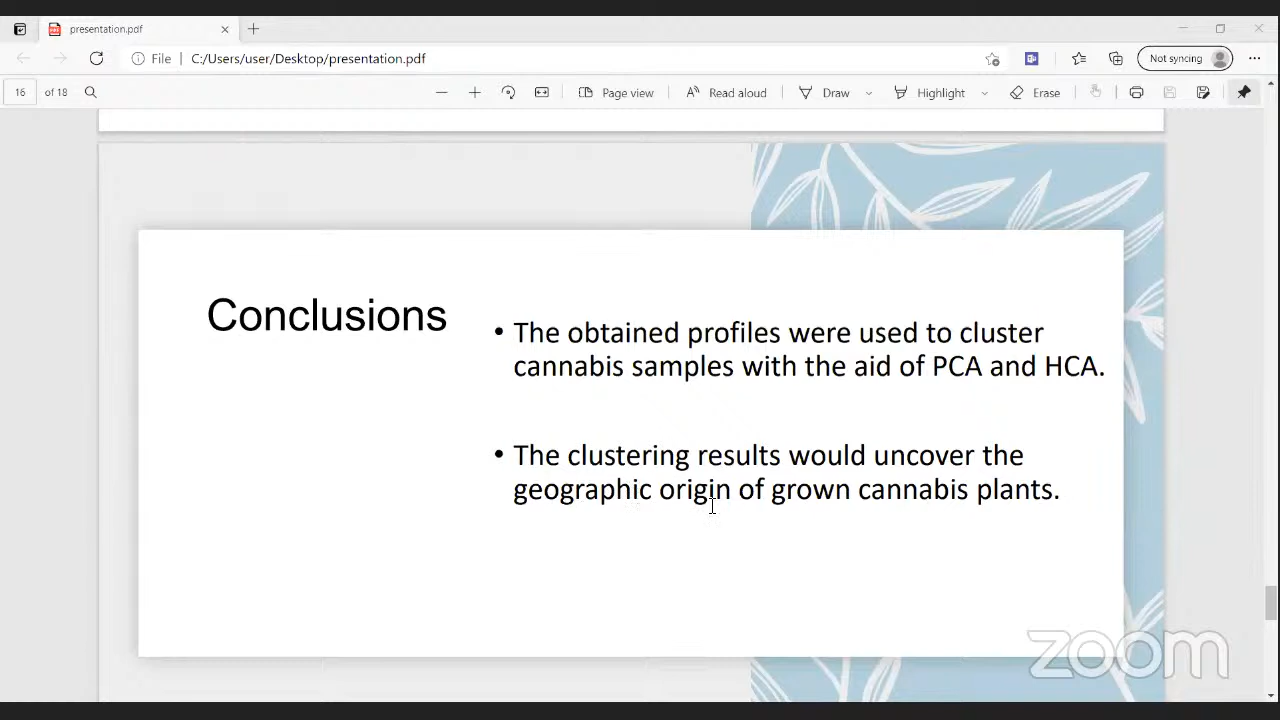 presentation.pdf
File
C:/Users/user/Desktop/presentation.pdf
Not syncing
16 of 18
Page view
Read aloud
Draw
Highlight
Erase
Conclusions
• The obtained profiles were used to cluster
cannabis samples with the aid of PCA and HCA.
• The clustering results would uncover the
geographic origin of grown cannabis plants.
zoom